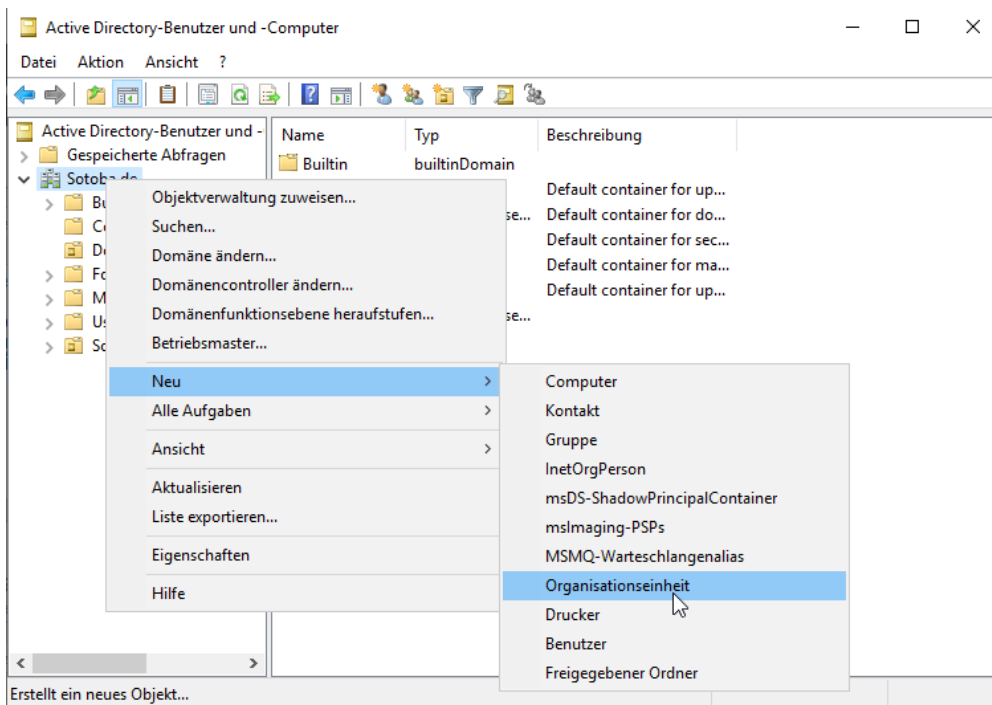 Active Directory-Benutzer und -Computer
Datei Aktion Ansicht ?
Active Directory-Benutzer und -
Gespeicherte Abfragen
Sotoba.de
Name Typ Beschreibung
Builtin builtinDomain
Default container for up...
se... Default container for do...
Default container for sec...
Default container for ma...
Default container for up...
se...
Objektverwaltung zuweisen...
Suchen...
Domäne ändern...
Domänencontroller ändern...
Domänenfunktionsebene heraufstufen...
Betriebsmaster...
Neu
Alle Aufgaben
Ansicht
Aktualisieren
Liste exportieren...
Eigenschaften
Hilfe
Computer
Kontakt
Gruppe
InetOrgPerson
msDS-ShadowPrincipalContainer
msImaging-PSPs
MSMQ-Warteschlangenalias
Organisationseinheit
Drucker
Benutzer
Freigegebener Ordner
Erstellt ein neues Objekt...